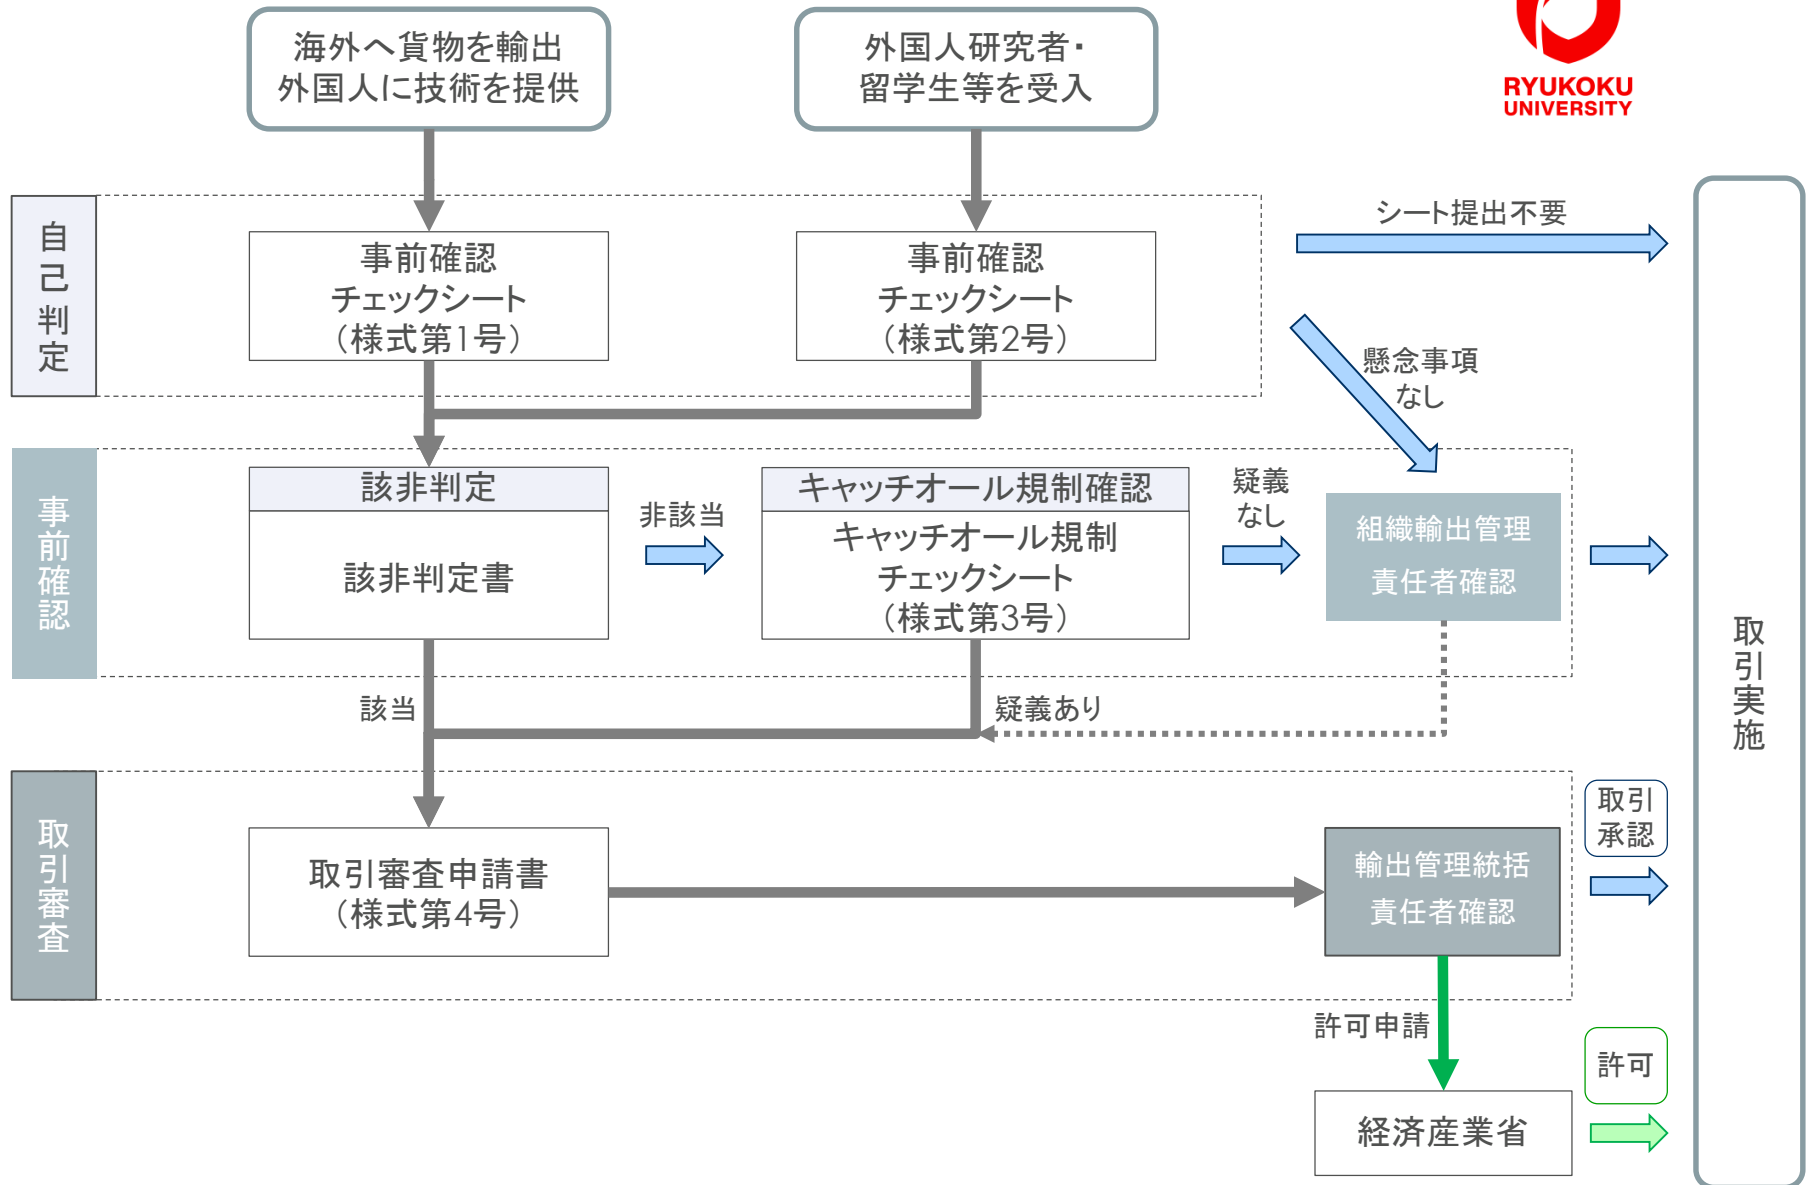 海外へ貨物を輸出
外国人に技術を提供
外国人研究者・
留学生等を受入
RYUKOKU
UNIVERSITY
自己判定
事前確認
チェックシート
（様式第1号）
事前確認
チェックシート
（様式第2号）
シート提出不要
懸念事項
なし
事前確認
該非判定
該非判定書
非該当
キャッチオール規制確認
キャッチオール規制
チェックシート
（様式第3号）
疑義
なし
組織輸出管理
責任者確認
取引実施
該当
疑義あり
取引審査
取引審査申請書
（様式第4号）
輸出管理統括
責任者確認
取引
承認
許可申請
許可
経済産業省